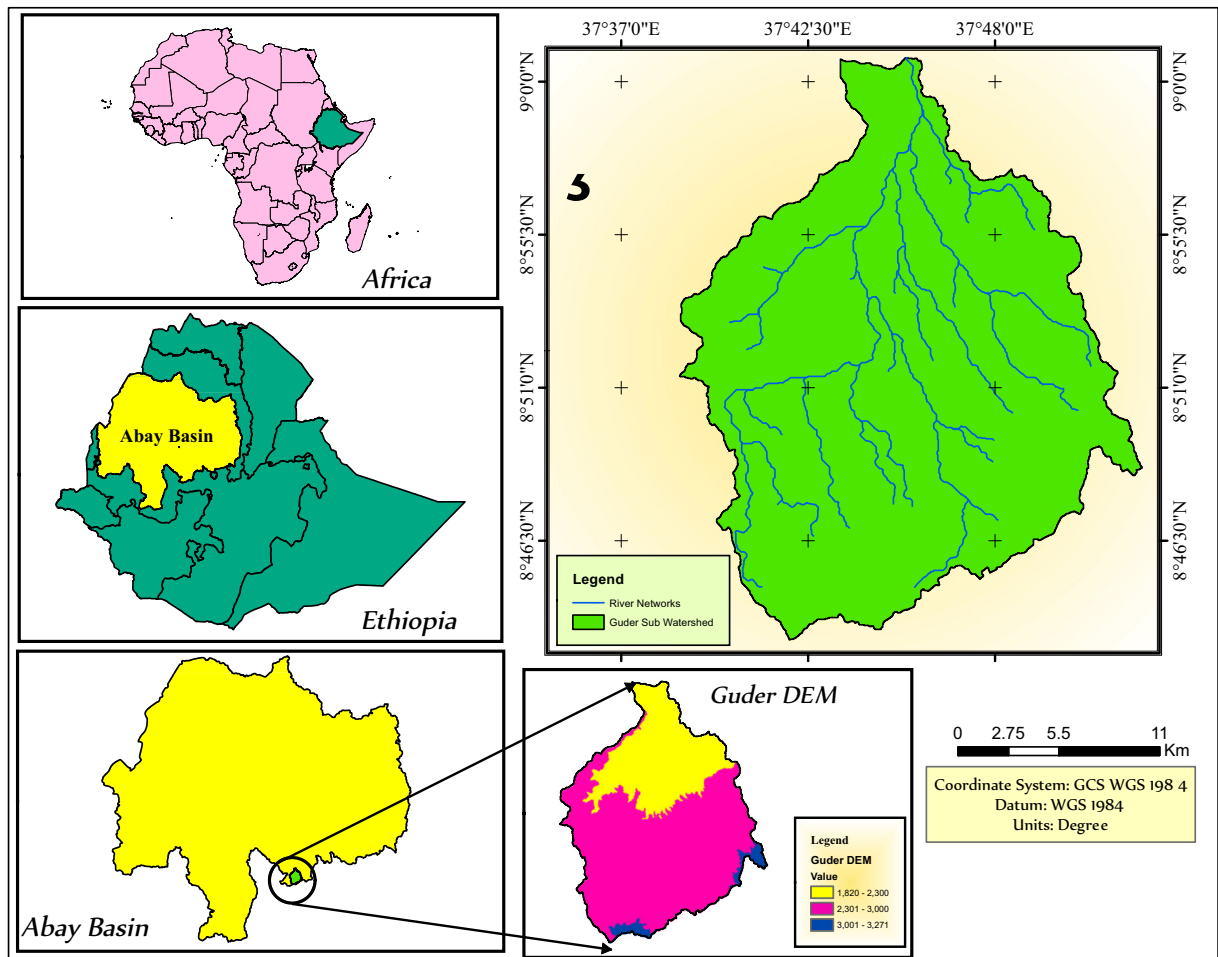 Africa
Abay Basin
Ethiopia
Abay Basin
37°37'0"E
37°42'30"E
37°48'0"E
9°0'0"N
8°55'30"N
8°51'0"N
8°46'30"N
9°0'0"N
8°55'30"N
8°51'0"N
8°46'30"N
Legend
River Networks
Guder Sub Watershed
Guder DEM
Legend
Guder DEM
Value
1,820 - 2,300
2,301 - 3,000
3,001 - 3,271
0 2.75 5.5 11
Km
Coordinate System: GCS WGS 198 4
Datum: WGS 1984
Units: Degree